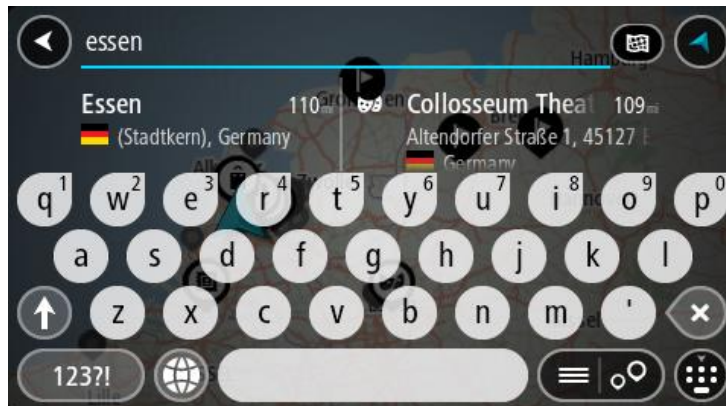 essen
Essen 110mi
(Stadtkern), Germany
Collosseum Theat 109mi
Altendorfer Straße 1, 45127
Germany
q1 w2 e3 r4 t5 y6 u7 i8 o9 p0
a s d f g h j k l
z x c v b n m '
123?!
Lille